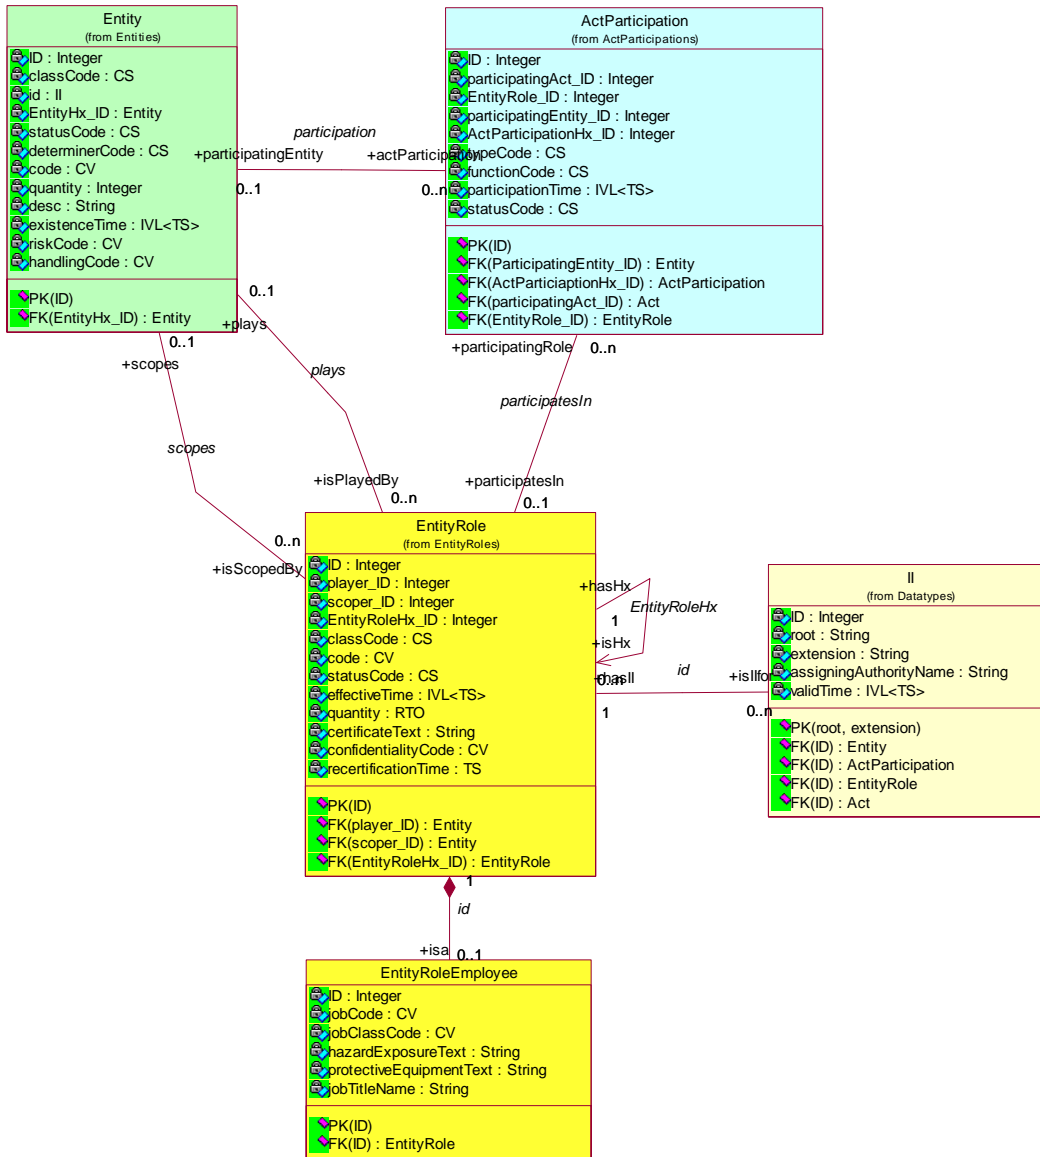 Entity
(from Entities)
ID : Integer
classCode : CS
id : II
EntityHx_ID : Entity
statusCode : CS
determinerCode : CS
code : CV
quantity : Integer
desc : String
existenceTime : IVL<TS>
riskCode : CV
handlingCode : CV
PK(ID)
FK(EntityHx_ID) : Entity
ActParticipation
(from ActParticipations)
ID : Integer
participatingAct_ID : Integer
EntityRole_ID : Integer
participatingEntity_ID : Integer
ActParticipationHx_ID : Integer
typeCode : CS
functionCode : CS
participationTime : IVL<TS>
statusCode : CS
PK(ID)
FK(ParticipatingEntity_ID) : Entity
FK(ActParticiaptionHx_ID) : ActParticipation
FK(participatingAct_ID) : Act
FK(EntityRole_ID) : EntityRole
participation
+participatingEntity
+actParticipation
0..1
0..n
0..1
+plays
plays
+isPlayedBy
0..n
0..1
+scopes
scopes
0..n
+isScopedBy
+participatingRole
0..n
participatesIn
+participatesIn
0..1
EntityRole
(from EntityRoles)
ID : Integer
player_ID : Integer
scoper_ID : Integer
EntityRoleHx_ID : Integer
classCode : CS
code : CV
statusCode : CS
effectiveTime : IVL<TS>
quantity : RTO
certificateText : String
confidentialityCode : CV
recertificationTime : TS
PK(ID)
FK(player_ID) : Entity
FK(scoper_ID) : Entity
FK(EntityRoleHx_ID) : EntityRole
+hasHx
EntityRoleHx
1
+isHx
0..n
+hasII
id
+isIIfor
1
0..n
II
(from Datatypes)
ID : Integer
root : String
extension : String
assigningAuthorityName : String
validTime : IVL<TS>
PK(root, extension)
FK(ID) : Entity
FK(ID) : ActParticipation
FK(ID) : EntityRole
FK(ID) : Act
1
id
+isa
0..1
EntityRoleEmployee
ID : Integer
jobCode : CV
jobClassCode : CV
hazardExposureText : String
protectiveEquipmentText : String
jobTitleName : String
PK(ID)
FK(ID) : EntityRole